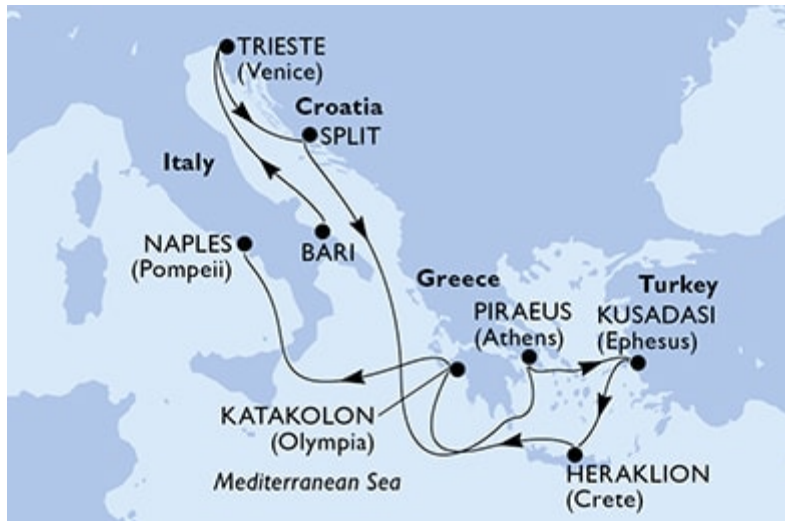 TRIESTE
(Venice)
Croatia
SPLIT
Italy
NAPLES
(Pompeii)
BARI
Greece
PIRAEUS
(Athens)
Turkey
KUSADASI
(Ephesus)
KATAKOLON
(Olympia)
Mediterranean Sea
HERAKLION
(Crete)